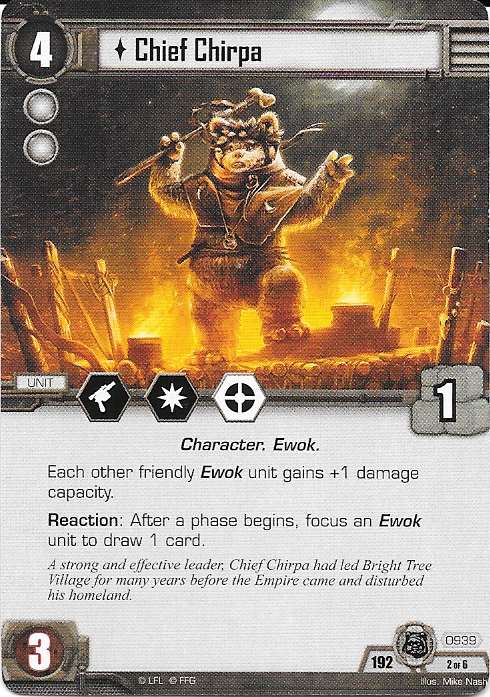 4
Chief Chirpa
UNIT
1
Character. Ewok.
Each other friendly Ewok unit gains +1 damage
capacity.
Reaction: After a phase begins, focus an Ewok
unit to draw 1 card.
A strong and effective leader, Chief Chirpa had led Bright Tree
Village for many years before the Empire came and disturbed
his homeland.
3
192
0939
2 OF 6
© LFL © FFG
Illus. Mike Nash